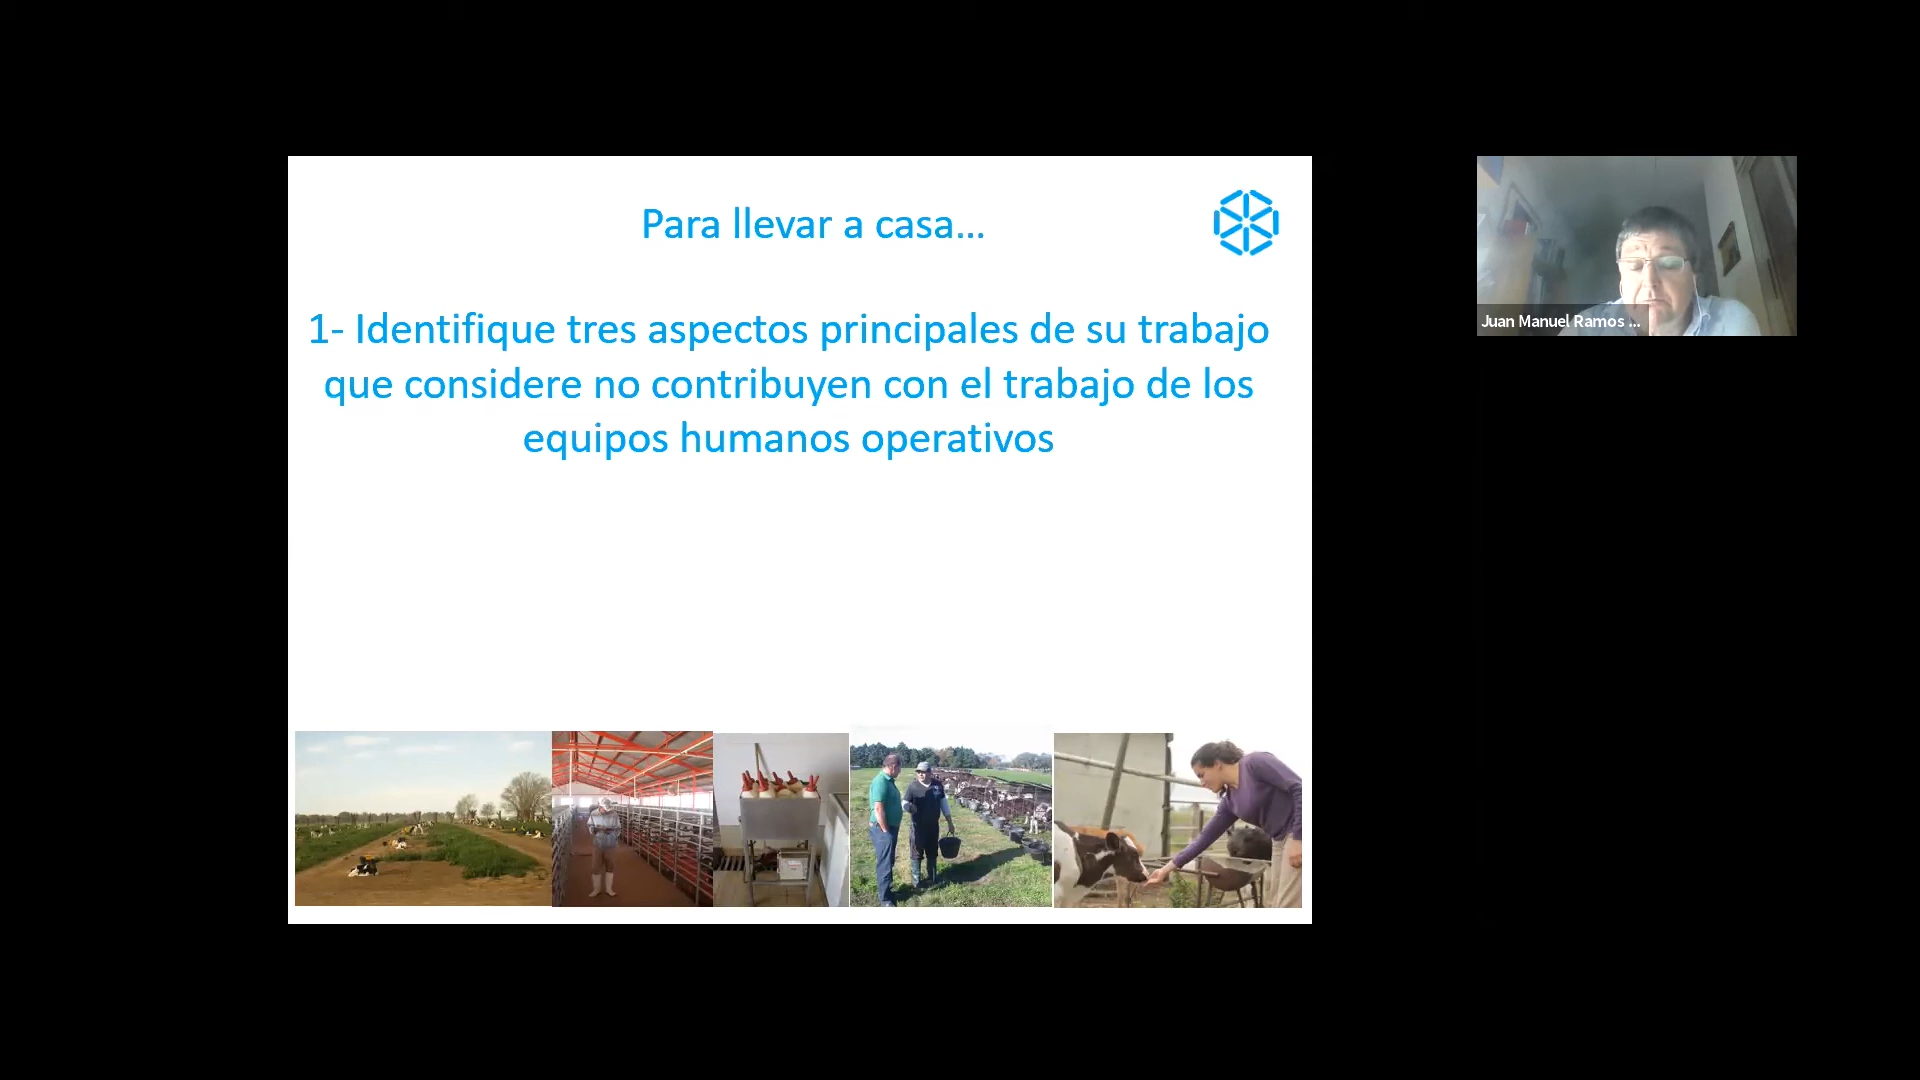 Para llevar a casa...
1- Identifique tres aspectos principales de su trabajo
que considere no contribuyen con el trabajo de los
equipos humanos operativos
Juan Manuel Ramos ...